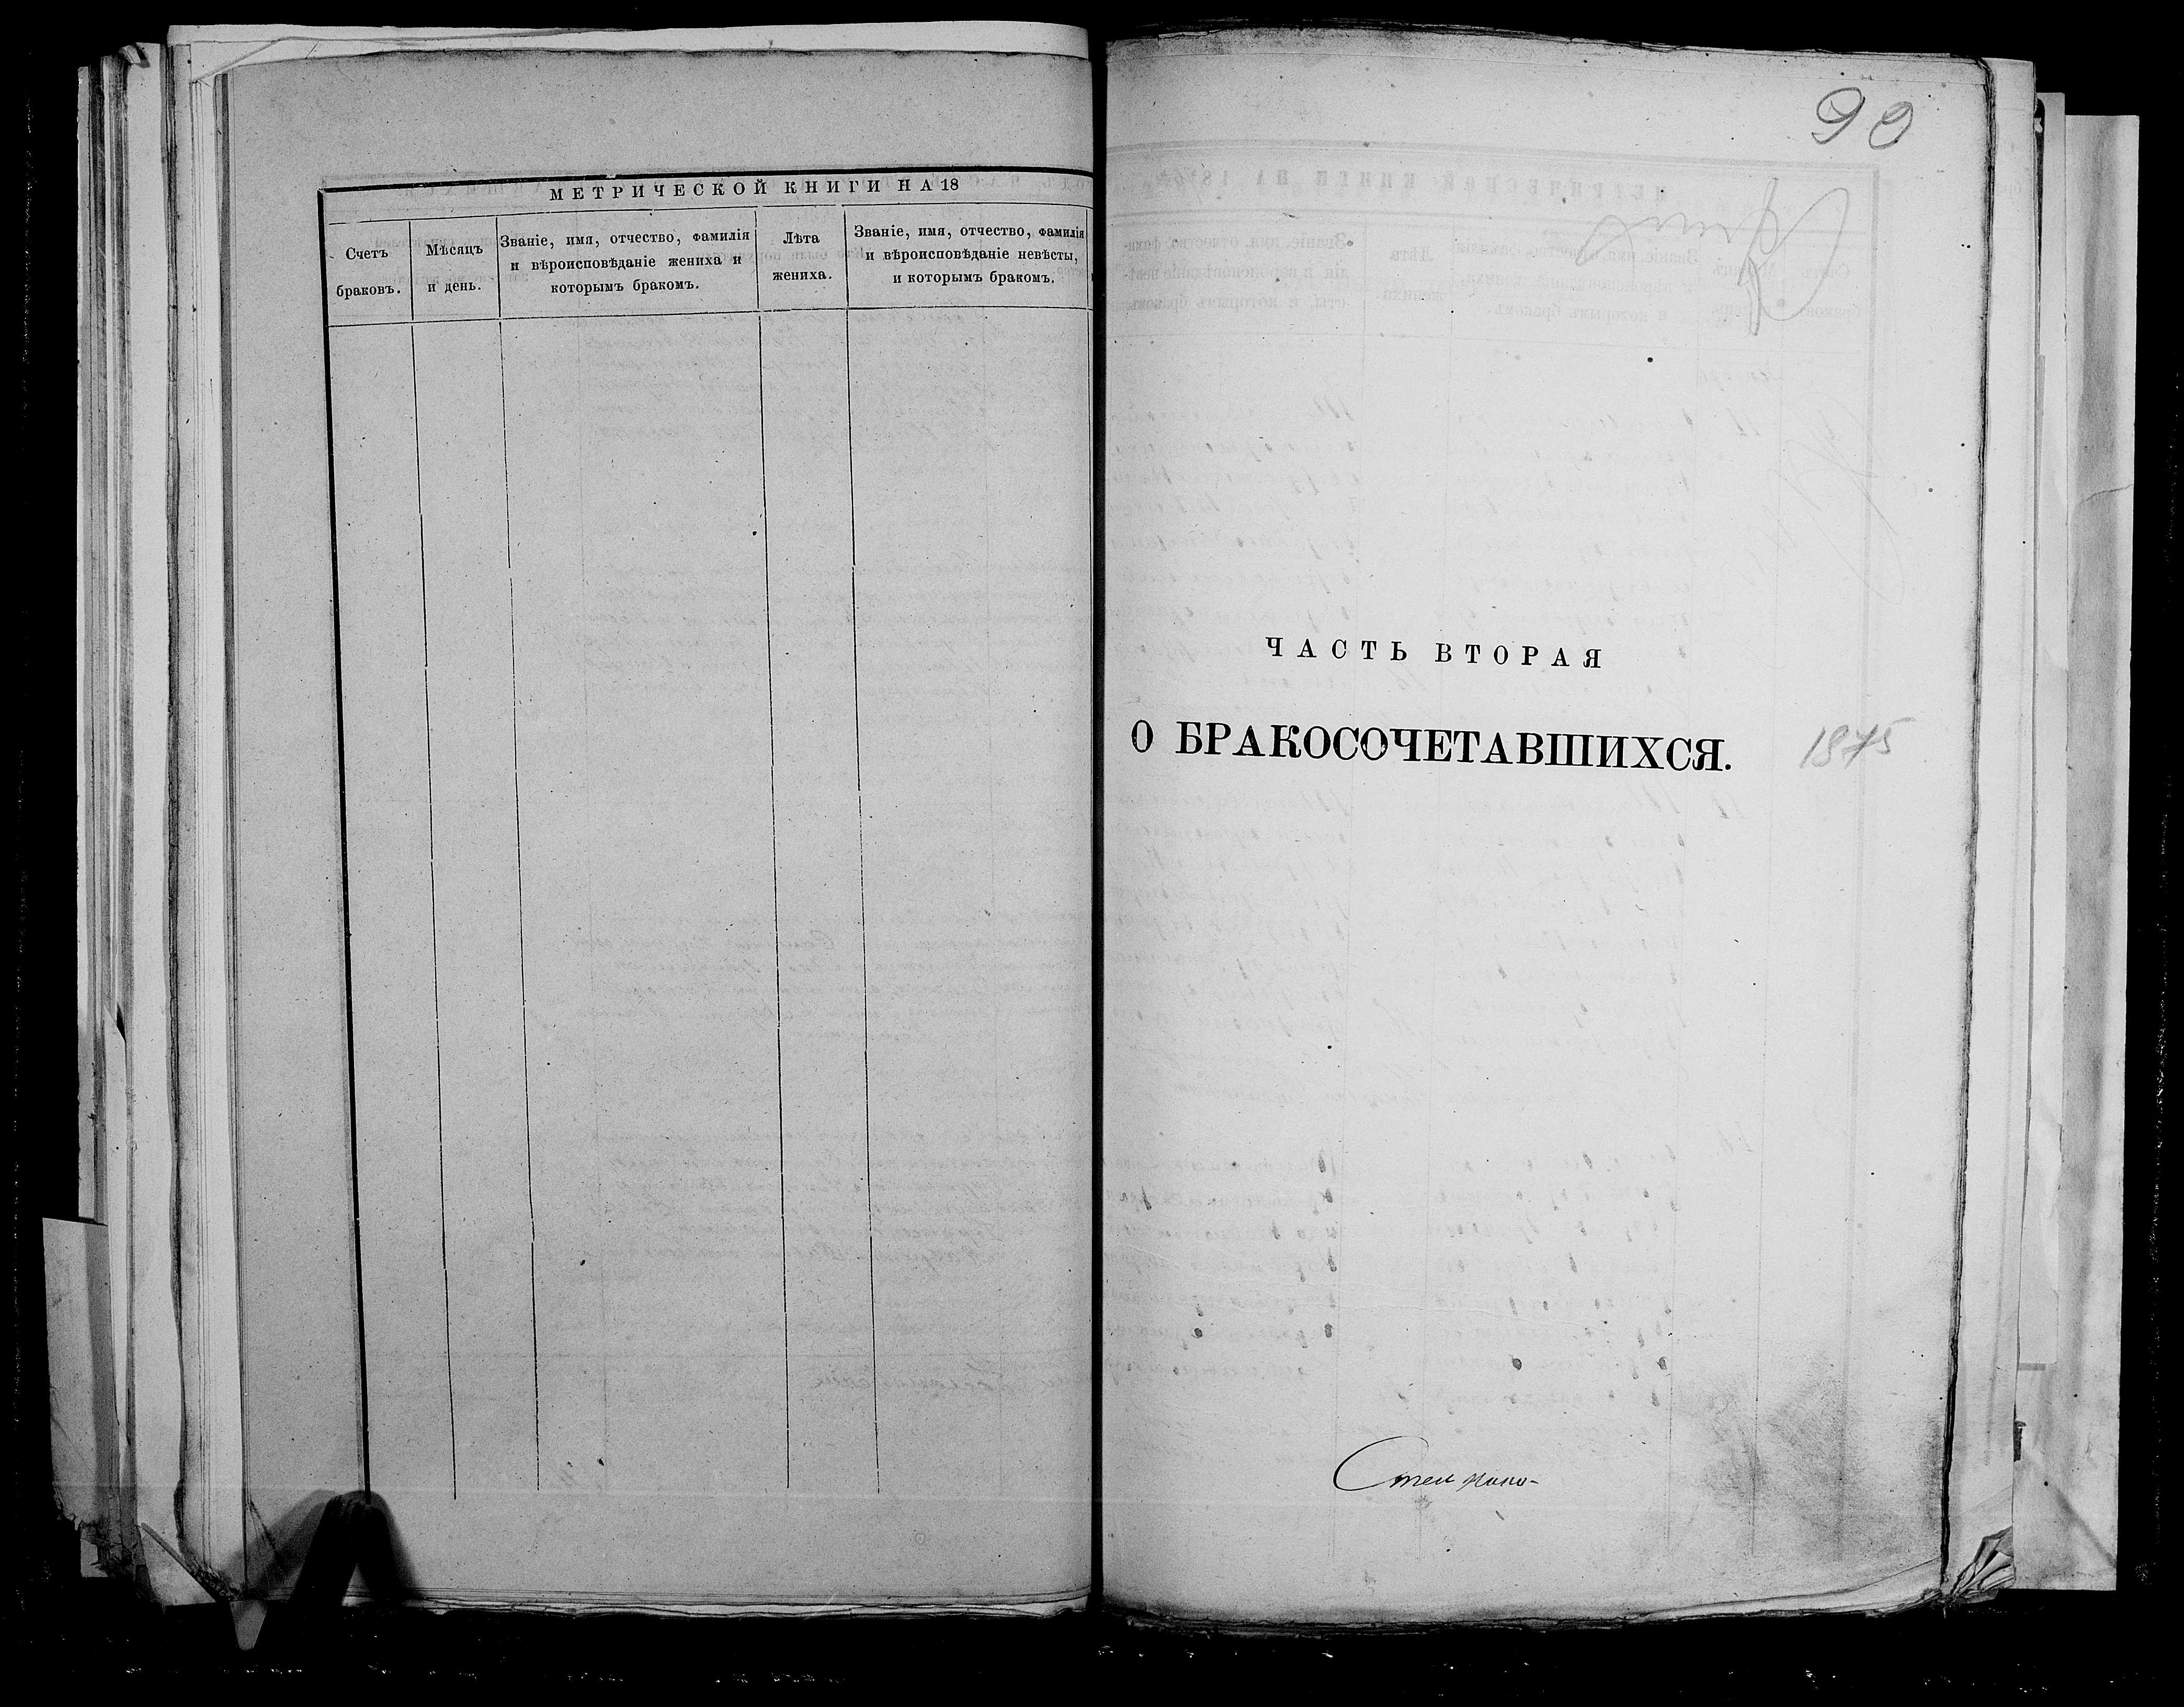 МЕТРИЧЕСКОЙ КНИГИ НА 18
Счетъ
браковъ.
Мѣсяцъ
и день.
Званіе, имя, отчество, фамилія
и вѣроисповѣданіе жениха и
которымъ бракомъ.
Лѣта
жениха.
Званіе, имя, отчество, фамилія
и вѣроисповѣданіе невѣсты,
и которымъ бракомъ.
90
ЧАСТЬ ВТОРАЯ
О БРАКОСОЧЕТАВШИХСЯ.
1875